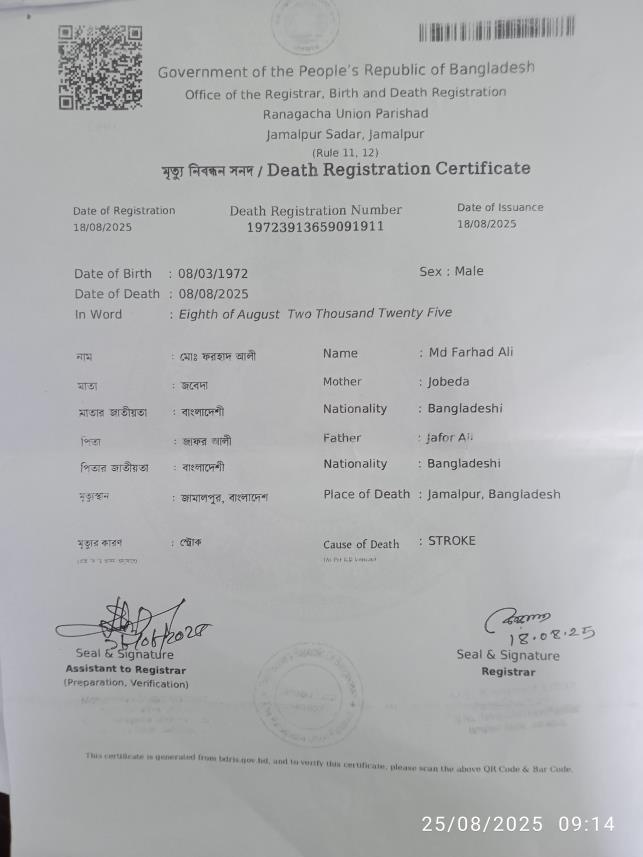 Government of the People's Republic of Bangladesh
Office of the Registrar, Birth and Death Registration
Ranagacha Union Parishad
Jamalpur Sadar, Jamalpur
(Rule 11, 12)
মৃত্যু নিবন্ধন সনদ / Death Registration Certificate
Date of Registration Death Registration Number Date of Issuance
18/08/2025 19723913659091911 18/08/2025
Date of Birth : 08/03/1972 Sex : Male
Date of Death : 08/08/2025
In Word : Eighth of August Two Thousand Twenty Five
নাম : মোঃ ফরহাদ আলী Name : Md Farhad Ali
মাতা : জবেদা Mother : Jobeda
মাতার জাতীয়তা : বাংলাদেশী Nationality : Bangladeshi
পিতা : জাফর আলী Father : Jafor Ali
পিতার জাতীয়তা : বাংলাদেশী Nationality : Bangladeshi
মৃত্যুস্থান : জামালপুর, বাংলাদেশ Place of Death : Jamalpur, Bangladesh
মৃত্যুর কারণ : স্ট্রোক Cause of Death : STROKE
18.08.25
Seal & Signature Seal & Signature
Assistant to Registrar Registrar
(Preparation, Verification)
This certificate is generated from bdris.gov.bd, and to verify this certificate, please scan the above QR Code & Bar Code.
25/08/2025 09:14